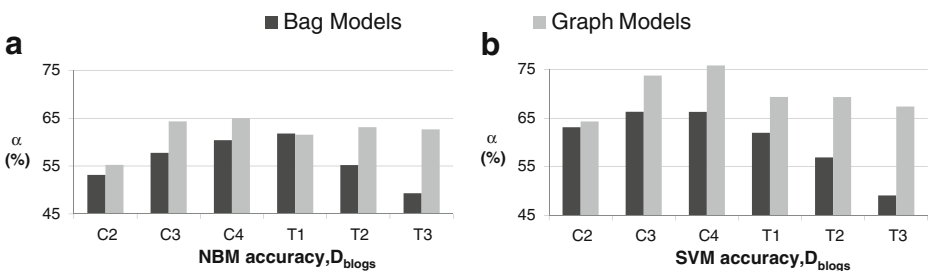 Bag Models Graph Models
a
75
65
α
(%)
55
45
C2 C3 C4 T1 T2 T3
NBM accuracy,D_blogs
b
75
65
α
(%)
55
45
C2 C3 C4 T1 T2 T3
SVM accuracy,D_blogs